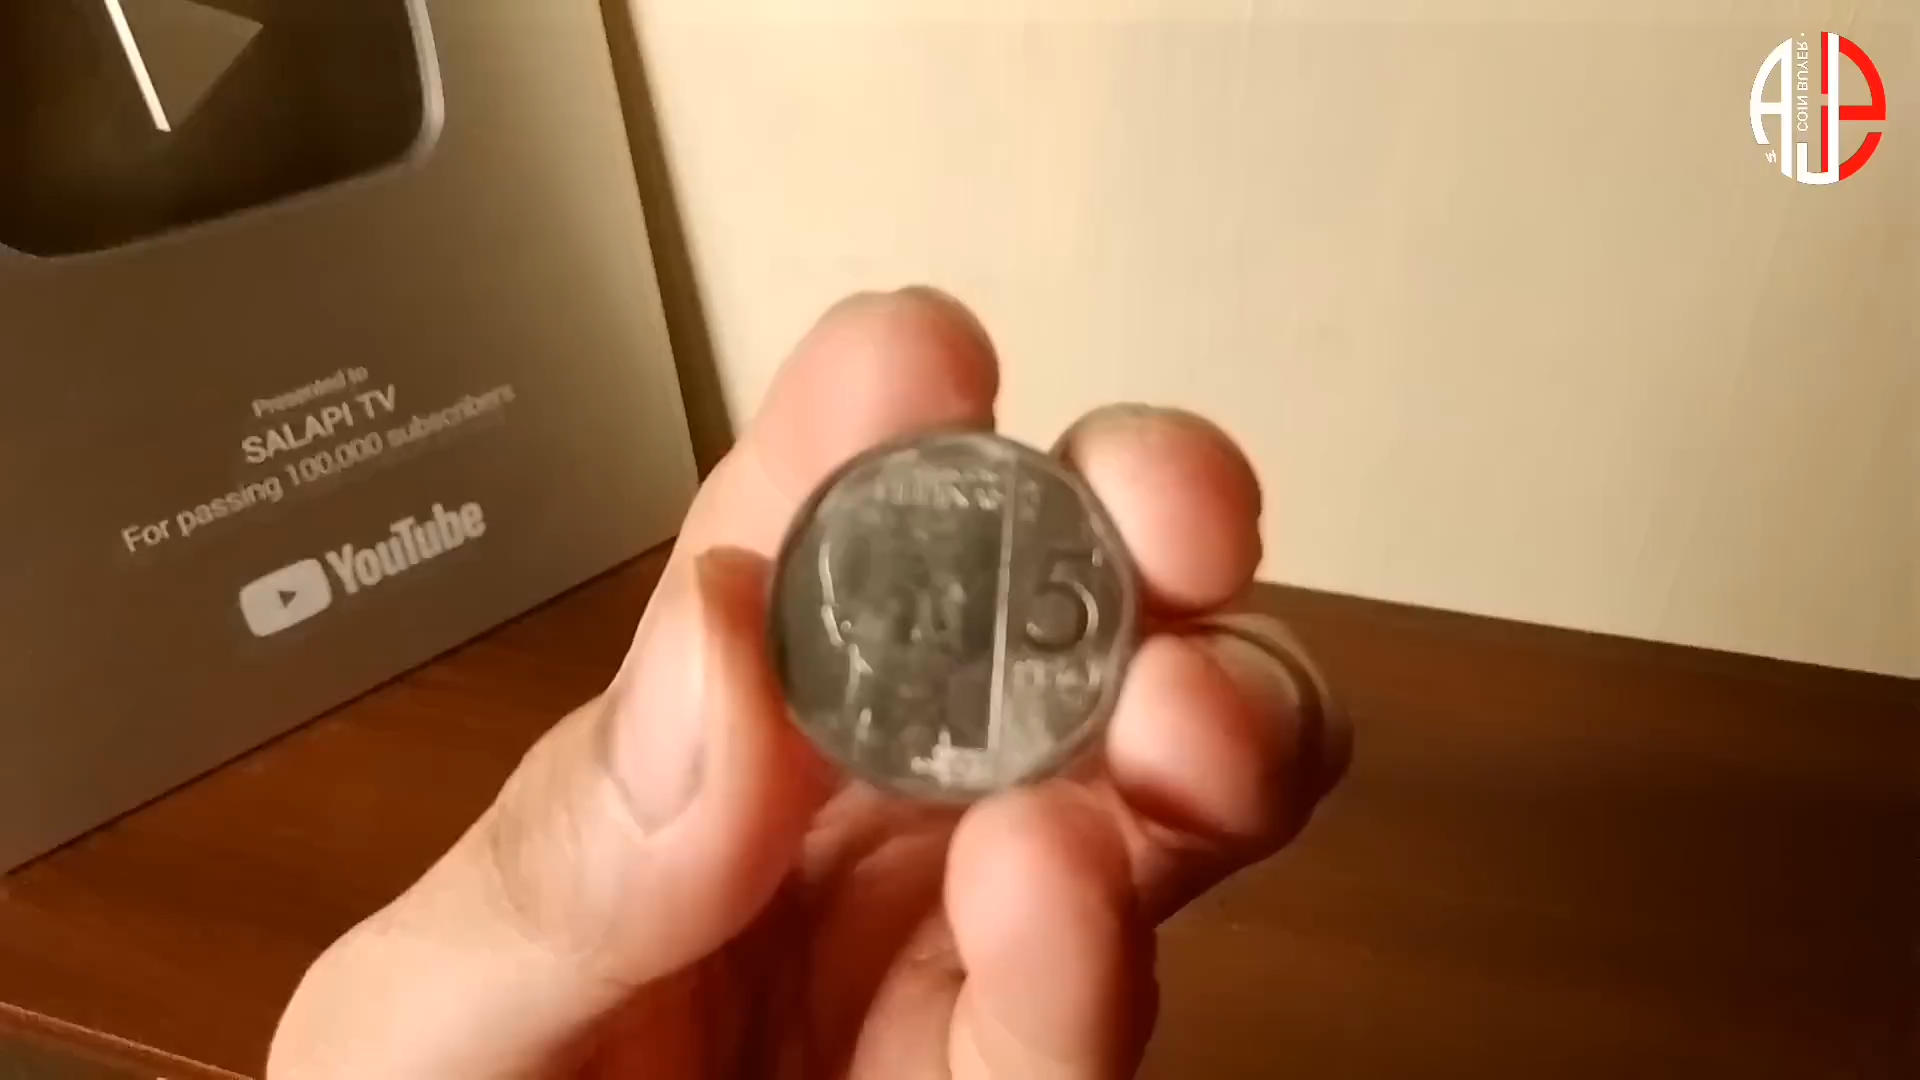 Presented to
SALAPI TV
For passing 100,000 subscribers
YouTube
COIN BUYER
5